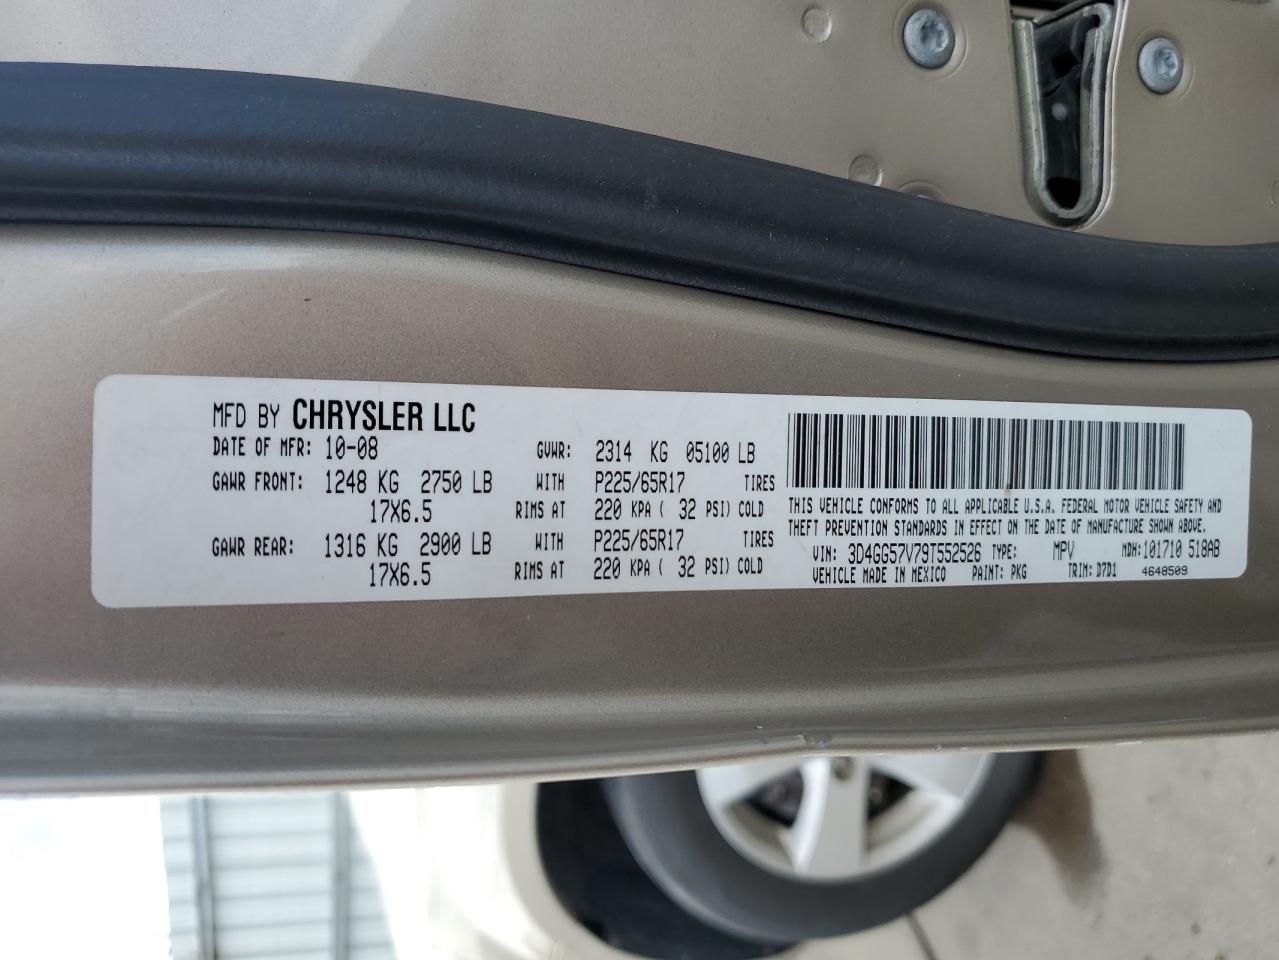 MFD BY CHRYSLER LLC
DATE OF MFR: 10-08 GVWR: 2314 KG 05100 LB
GAWR FRONT: 1248 KG 2750 LB WITH P225/65R17 TIRES
17X6.5 RIMS AT 220 KPA ( 32 PSI) COLD
GAWR REAR: 1316 KG 2900 LB WITH P225/65R17 TIRES
17X6.5 RIMS AT 220 KPA ( 32 PSI) COLD
THIS VEHICLE CONFORMS TO ALL APPLICABLE U.S.A. FEDERAL MOTOR VEHICLE SAFETY AND
THEFT PREVENTION STANDARDS IN EFFECT ON THE DATE OF MANUFACTURE SHOWN ABOVE.
VIN: 3D4GG57V79T552526 TYPE: MPV MDH: 101710 518AB
VEHICLE MADE IN MEXICO PAINT: PKG TRIM: D7D1 4648509